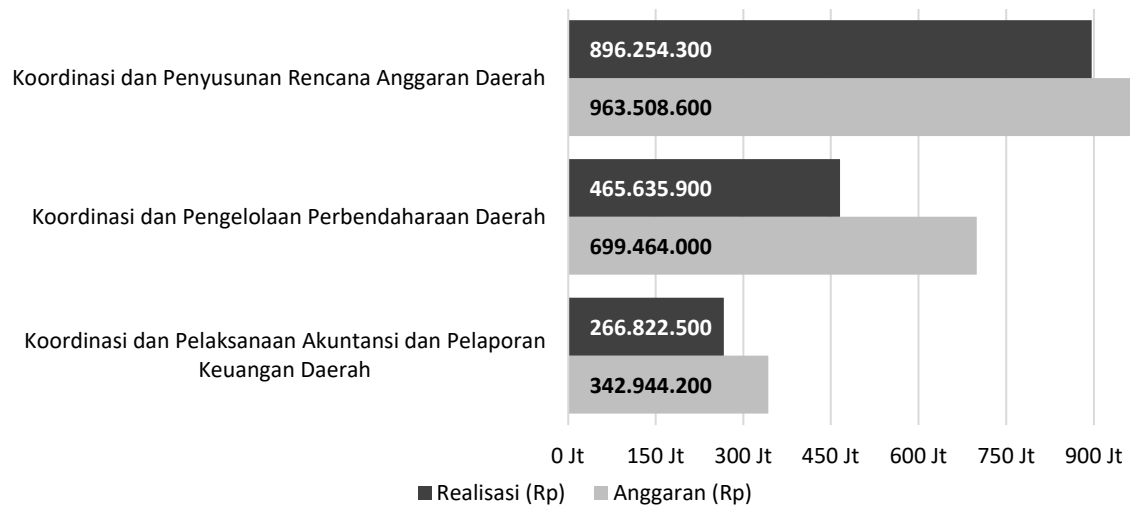 896.254.300
Koordinasi dan Penyusunan Rencana Anggaran Daerah
963.508.600
465.635.900
Koordinasi dan Pengelolaan Perbendaharaan Daerah
699.464.000
266.822.500
Koordinasi dan Pelaksanaan Akuntansi dan Pelaporan
Keuangan Daerah
342.944.200
0 Jt 150 Jt 300 Jt 450 Jt 600 Jt 750 Jt 900 Jt
Realisasi (Rp) Anggaran (Rp)